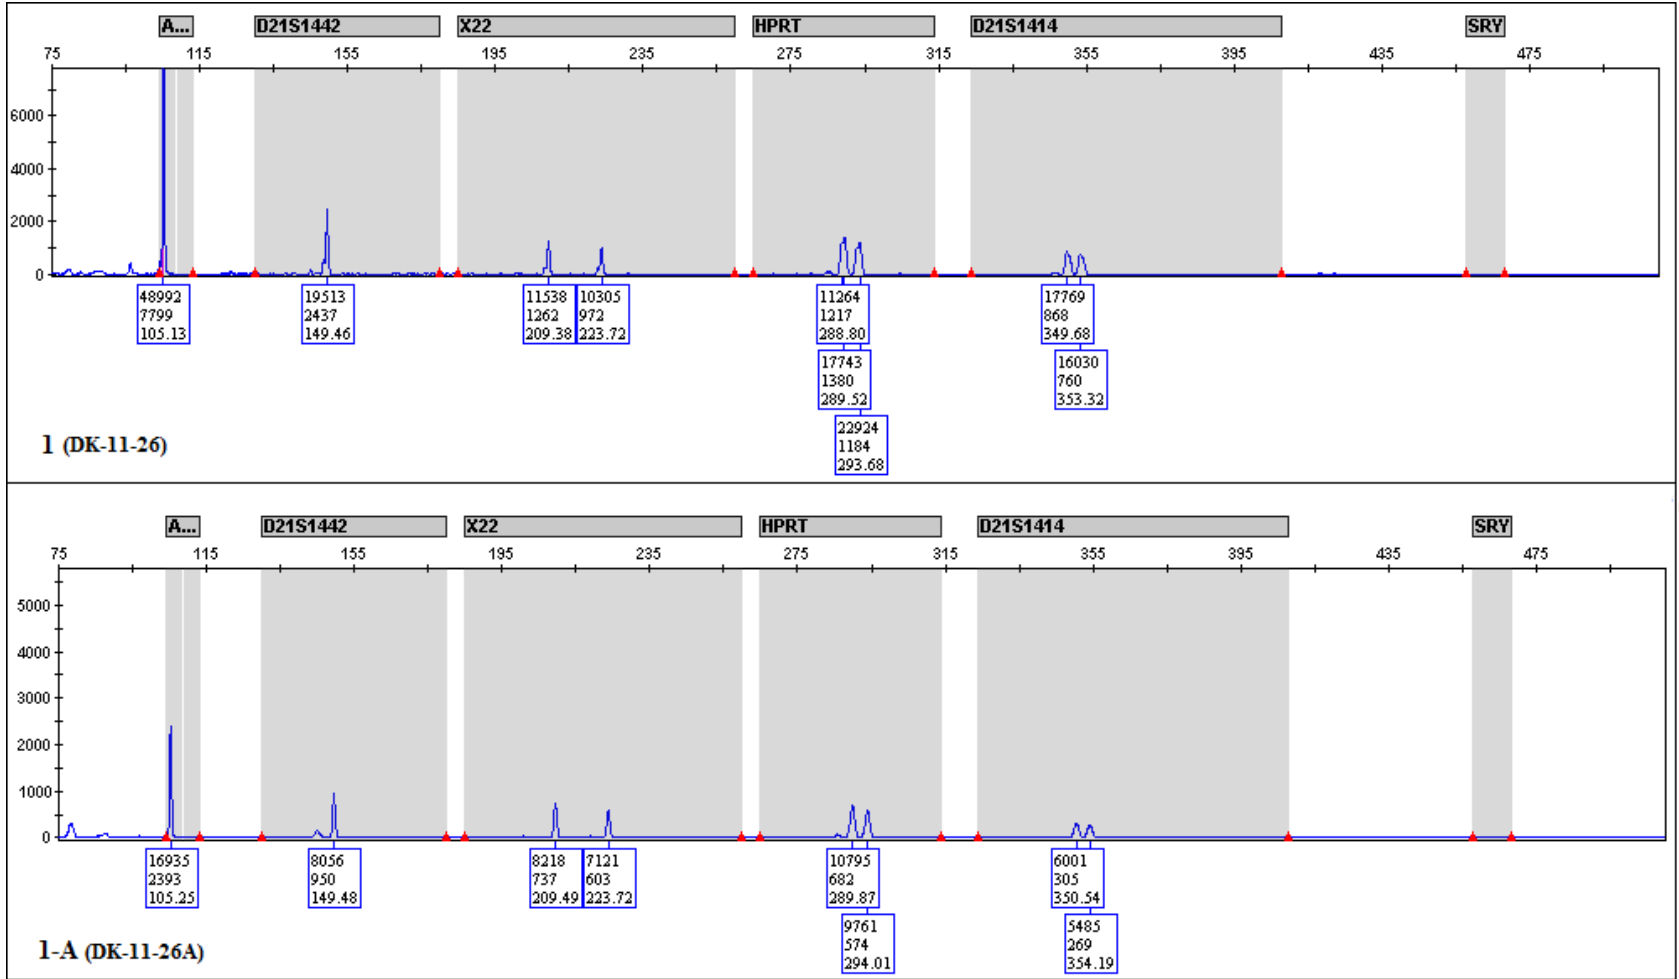 A... D21S1442 X22 HPRT D21S1414 SRY
75 115 155 195 235 275 315 355 395 435 475
6000
4000
2000
0
48992 19513 11538 10305 11264 17769
7799 2437 1262 972 1217 868
105.13 149.46 209.38 223.72 288.80 349.68
17743 16030
1380 760
289.52 353.32
22924
1184
293.68
1 (DK-11-26)
A... D21S1442 X22 HPRT D21S1414 SRY
75 115 155 195 235 275 315 355 395 435 475
5000
4000
3000
2000
1000
0
16935 8056 8218 7121 10795 6001
2393 950 737 603 682 305
105.25 149.48 209.49 223.72 289.87 350.54
9761 5485
574 269
294.01 354.19
1-A (DK-11-26A)